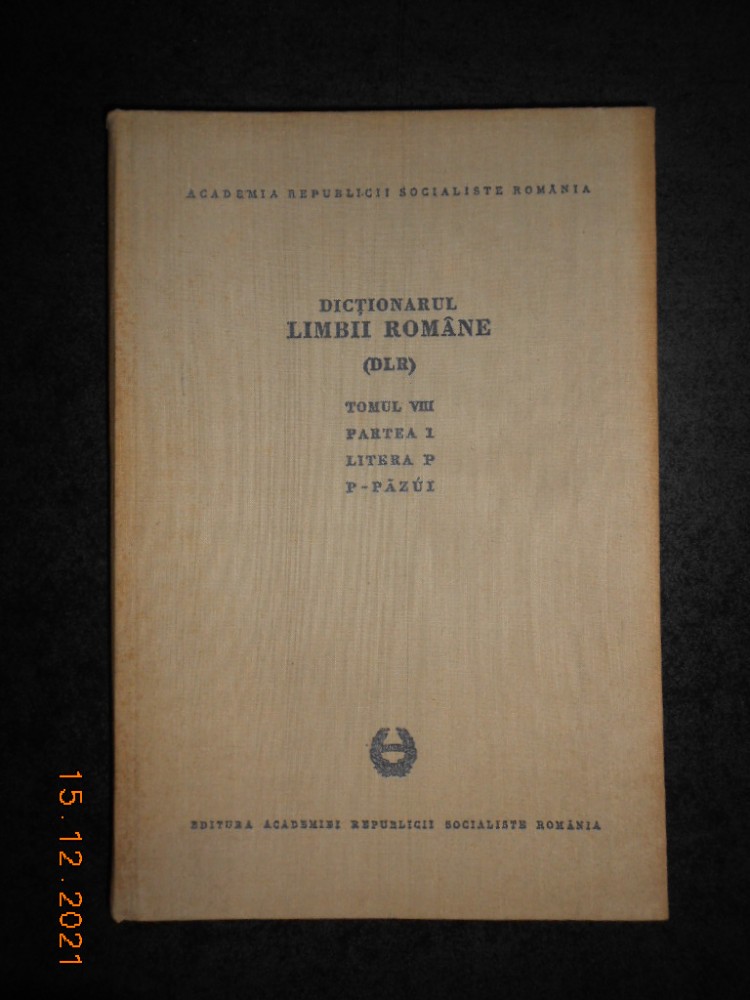 ACADEMIA REPUBLICII SOCIALISTE ROMÂNIA
DICȚIONARUL
LIMBII ROMÂNE
(DLR)
TOMUL VIII
PARTEA 1
LITERA P
P-PĂZÚI
EDITURA ACADEMIEI REPUBLICII SOCIALISTE ROMÂNIA
15.12.2021